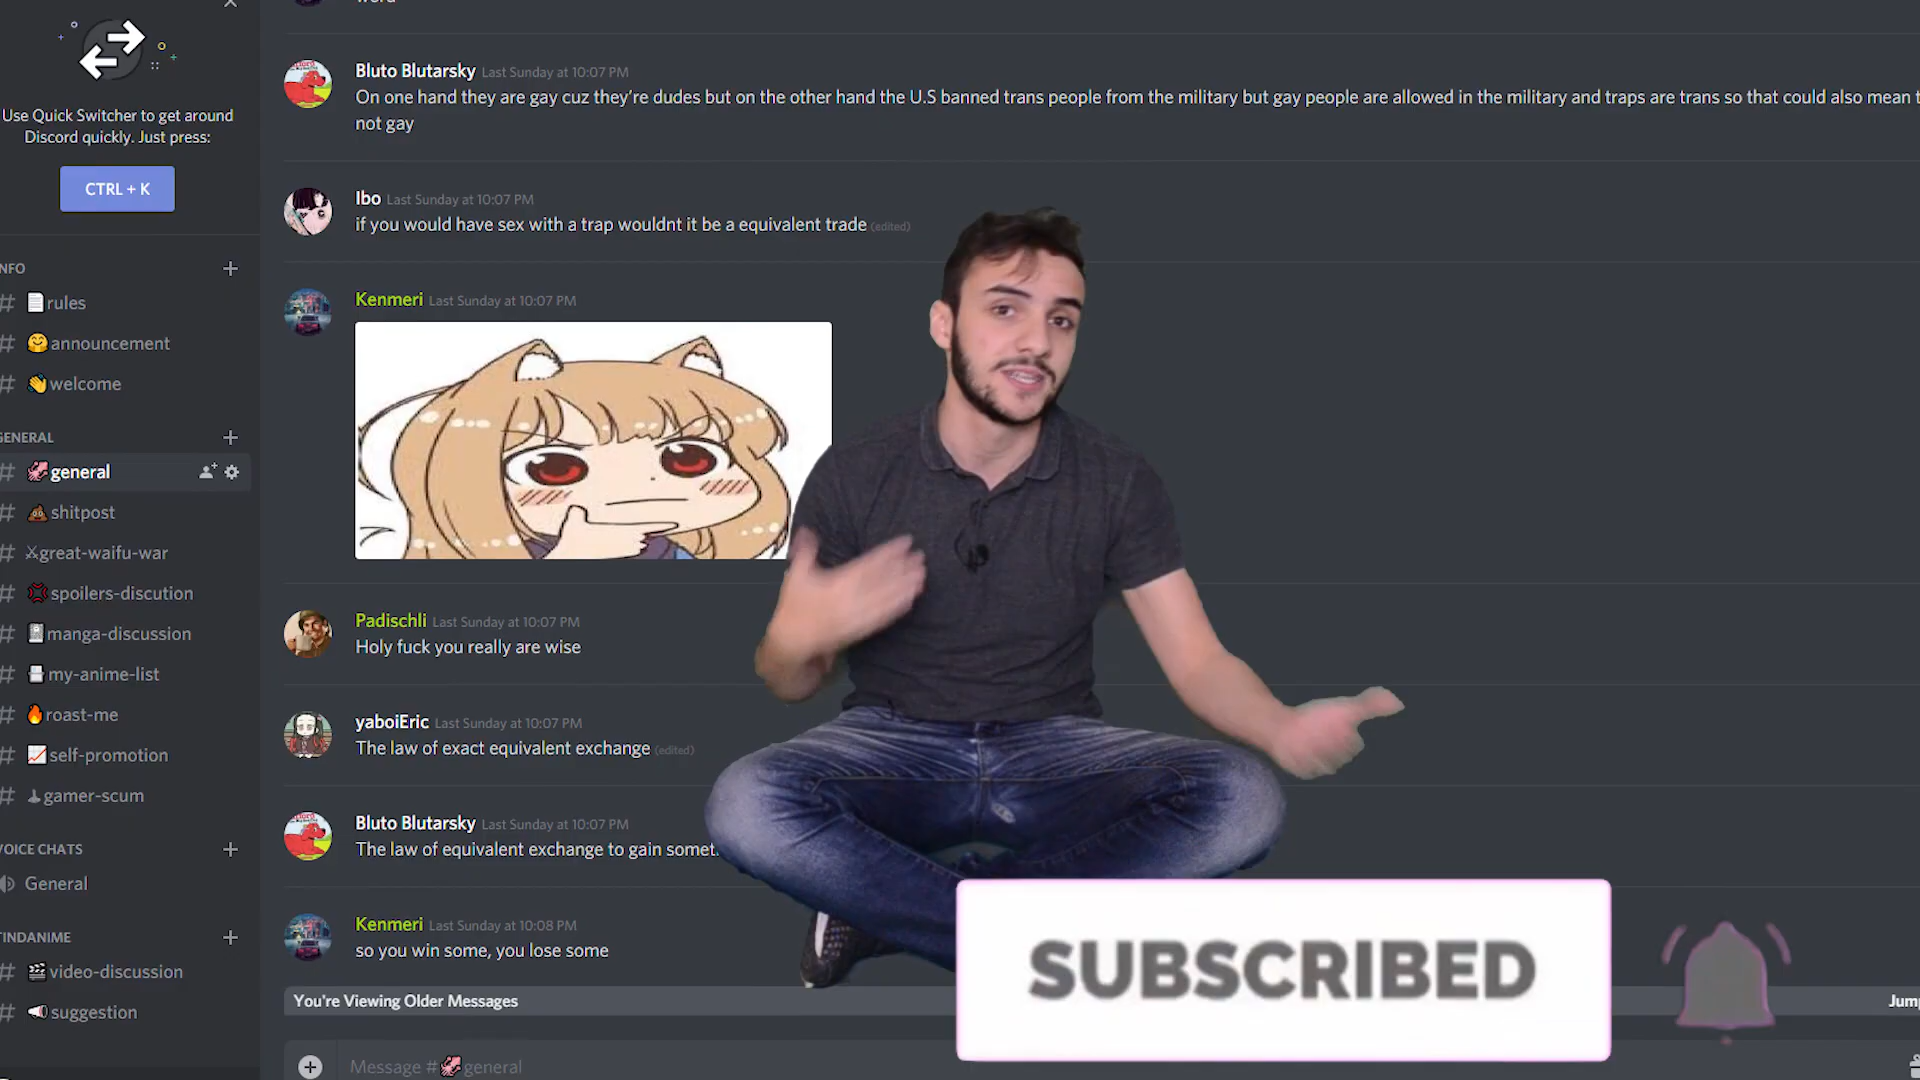 word
Bluto Blutarsky Last Sunday at 10:07 PM
On one hand they are gay cuz they're dudes but on the other hand the U.S banned trans people from the military but gay people are allowed in the military and traps are trans so that could also mean
not gay
Ibo Last Sunday at 10:07 PM
if you would have sex with a trap wouldnt it be a equivalent trade (edited)
Kenmeri Last Sunday at 10:07 PM
Padischli Last Sunday at 10:07 PM
Holy fuck you really are wise
yaboiEric Last Sunday at 10:07 PM
The law of exact equivalent exchange (edited)
Bluto Blutarsky Last Sunday at 10:07 PM
The law of equivalent exchange to gain somet
Kenmeri Last Sunday at 10:08 PM
so you win some, you lose some
You're Viewing Older Messages
Jump
Message # general
Use Quick Switcher to get around
Discord quickly. Just press:
CTRL + K
NFO
# rules
# announcement
# welcome
GENERAL
# general
# shitpost
# great-waifu-war
# spoilers-discution
# manga-discussion
# my-anime-list
# roast-me
# self-promotion
# gamer-scum
VOICE CHATS
General
TINDANIME
# video-discussion
# suggestion
SUBSCRIBED